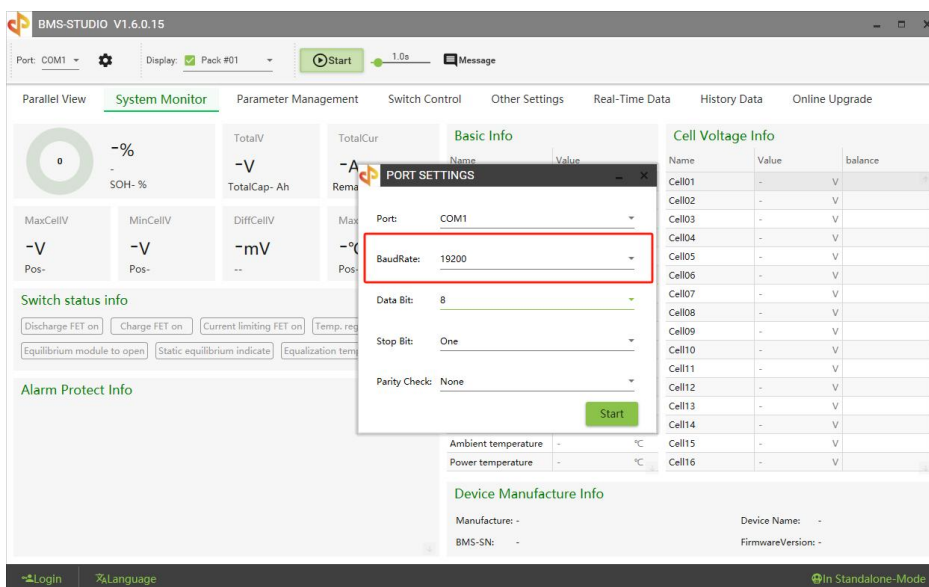 BMS-STUDIO V1.6.0.15
Port: COM1 Display: Pack #01 Start 1.0s Message
Parallel View System Monitor Parameter Management Switch Control Other Settings Real-Time Data History Data Online Upgrade
0
-%
-
SOH- %
TotalV
-V
TotalCap- Ah
TotalCur
-A
Rema
MaxCellV
-V
Pos-
MinCellV
-V
Pos-
DiffCellV
-mV
--
Max
-℃
Pos-
Switch status info
Discharge FET on Charge FET on Current limiting FET on Temp. reg
Equilibrium module to open Static equilibrium indicate Equalization tem
Alarm Protect Info
Basic Info
Name Value
PORT SETTINGS
Port: COM1
BaudRate: 19200
Data Bit: 8
Stop Bit: One
Parity Check: None
Start
Ambient temperature - ℃
Power temperature - ℃
Cell Voltage Info
Name Value balance
Cell01 - V
Cell02 - V
Cell03 - V
Cell04 - V
Cell05 - V
Cell06 - V
Cell07 - V
Cell08 - V
Cell09 - V
Cell10 - V
Cell11 - V
Cell12 - V
Cell13 - V
Cell14 - V
Cell15 - V
Cell16 - V
Device Manufacture Info
Manufacture: - Device Name: -
BMS-SN: - FirmwareVersion: -
Login Language In Standalone-Mode